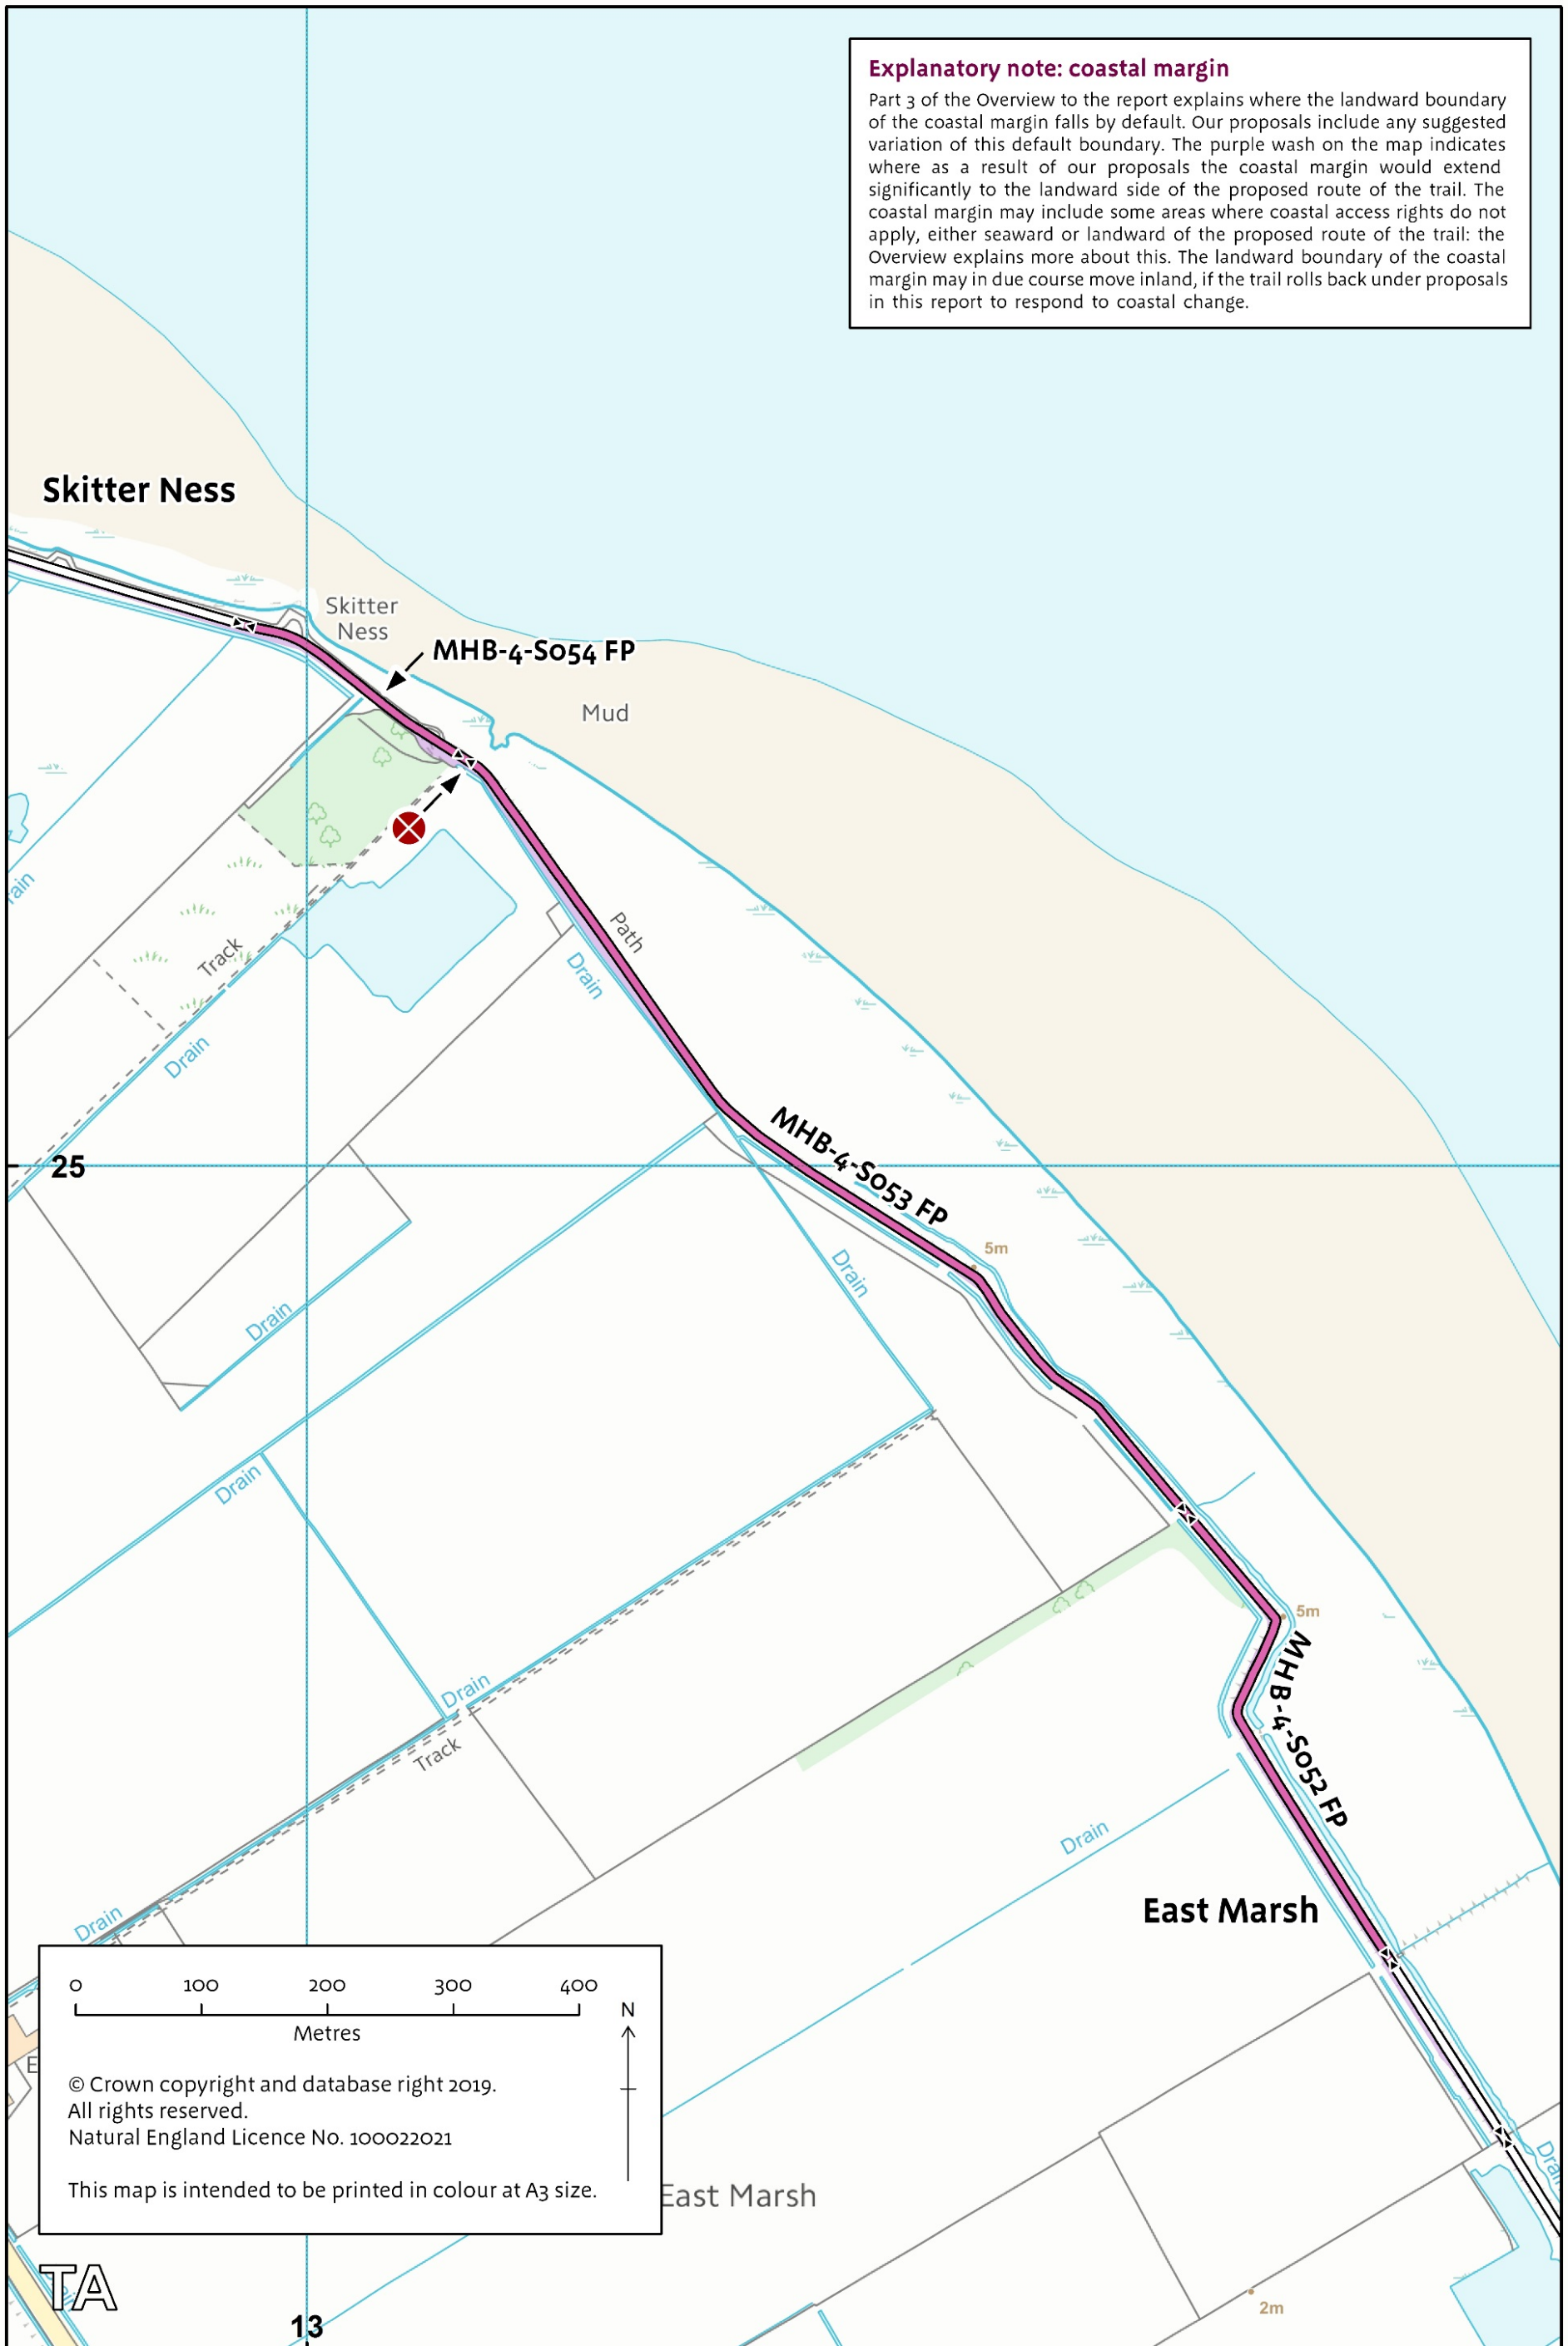 Explanatory note: coastal margin
Part 3 of the Overview to the report explains where the landward boundary
of the coastal margin falls by default. Our proposals include any suggested
variation of this default boundary. The purple wash on the map indicates
where as a result of our proposals the coastal margin would extend
significantly to the landward side of the proposed route of the trail. The
coastal margin may include some areas where coastal access rights do not
apply, either seaward or landward of the proposed route of the trail: the
Overview explains more about this. The landward boundary of the coastal
margin may in due course move inland, if the trail rolls back under proposals
in this report to respond to coastal change.
Skitter Ness
Skitter
Ness
MHB-4-S054 FP
Mud
Path
Drain
Track
Drain
25
MHB-4-S053 FP
5m
Drain
Drain
Drain
5m
MHB-4-S052 FP
Drain
Track
Drain
East Marsh
Drain
0 100 200 300 400
Metres
N
© Crown copyright and database right 2019.
All rights reserved.
Natural England Licence No. 100022021
This map is intended to be printed in colour at A3 size.
East Marsh
TA
13
2m